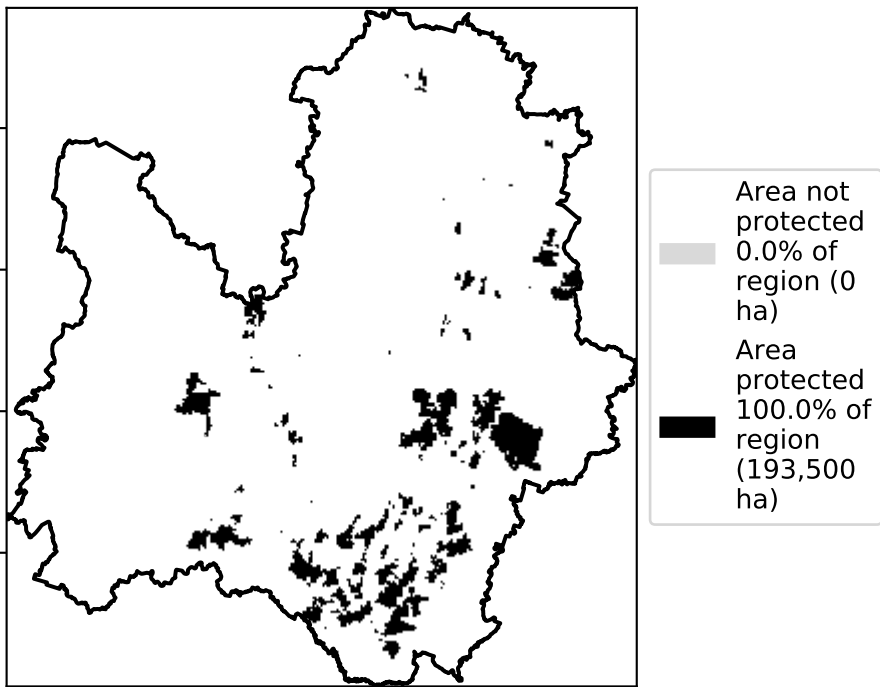 Area not
protected
0.0% of
region (0
ha)
Area
protected
100.0% of
region
(193,500
ha)